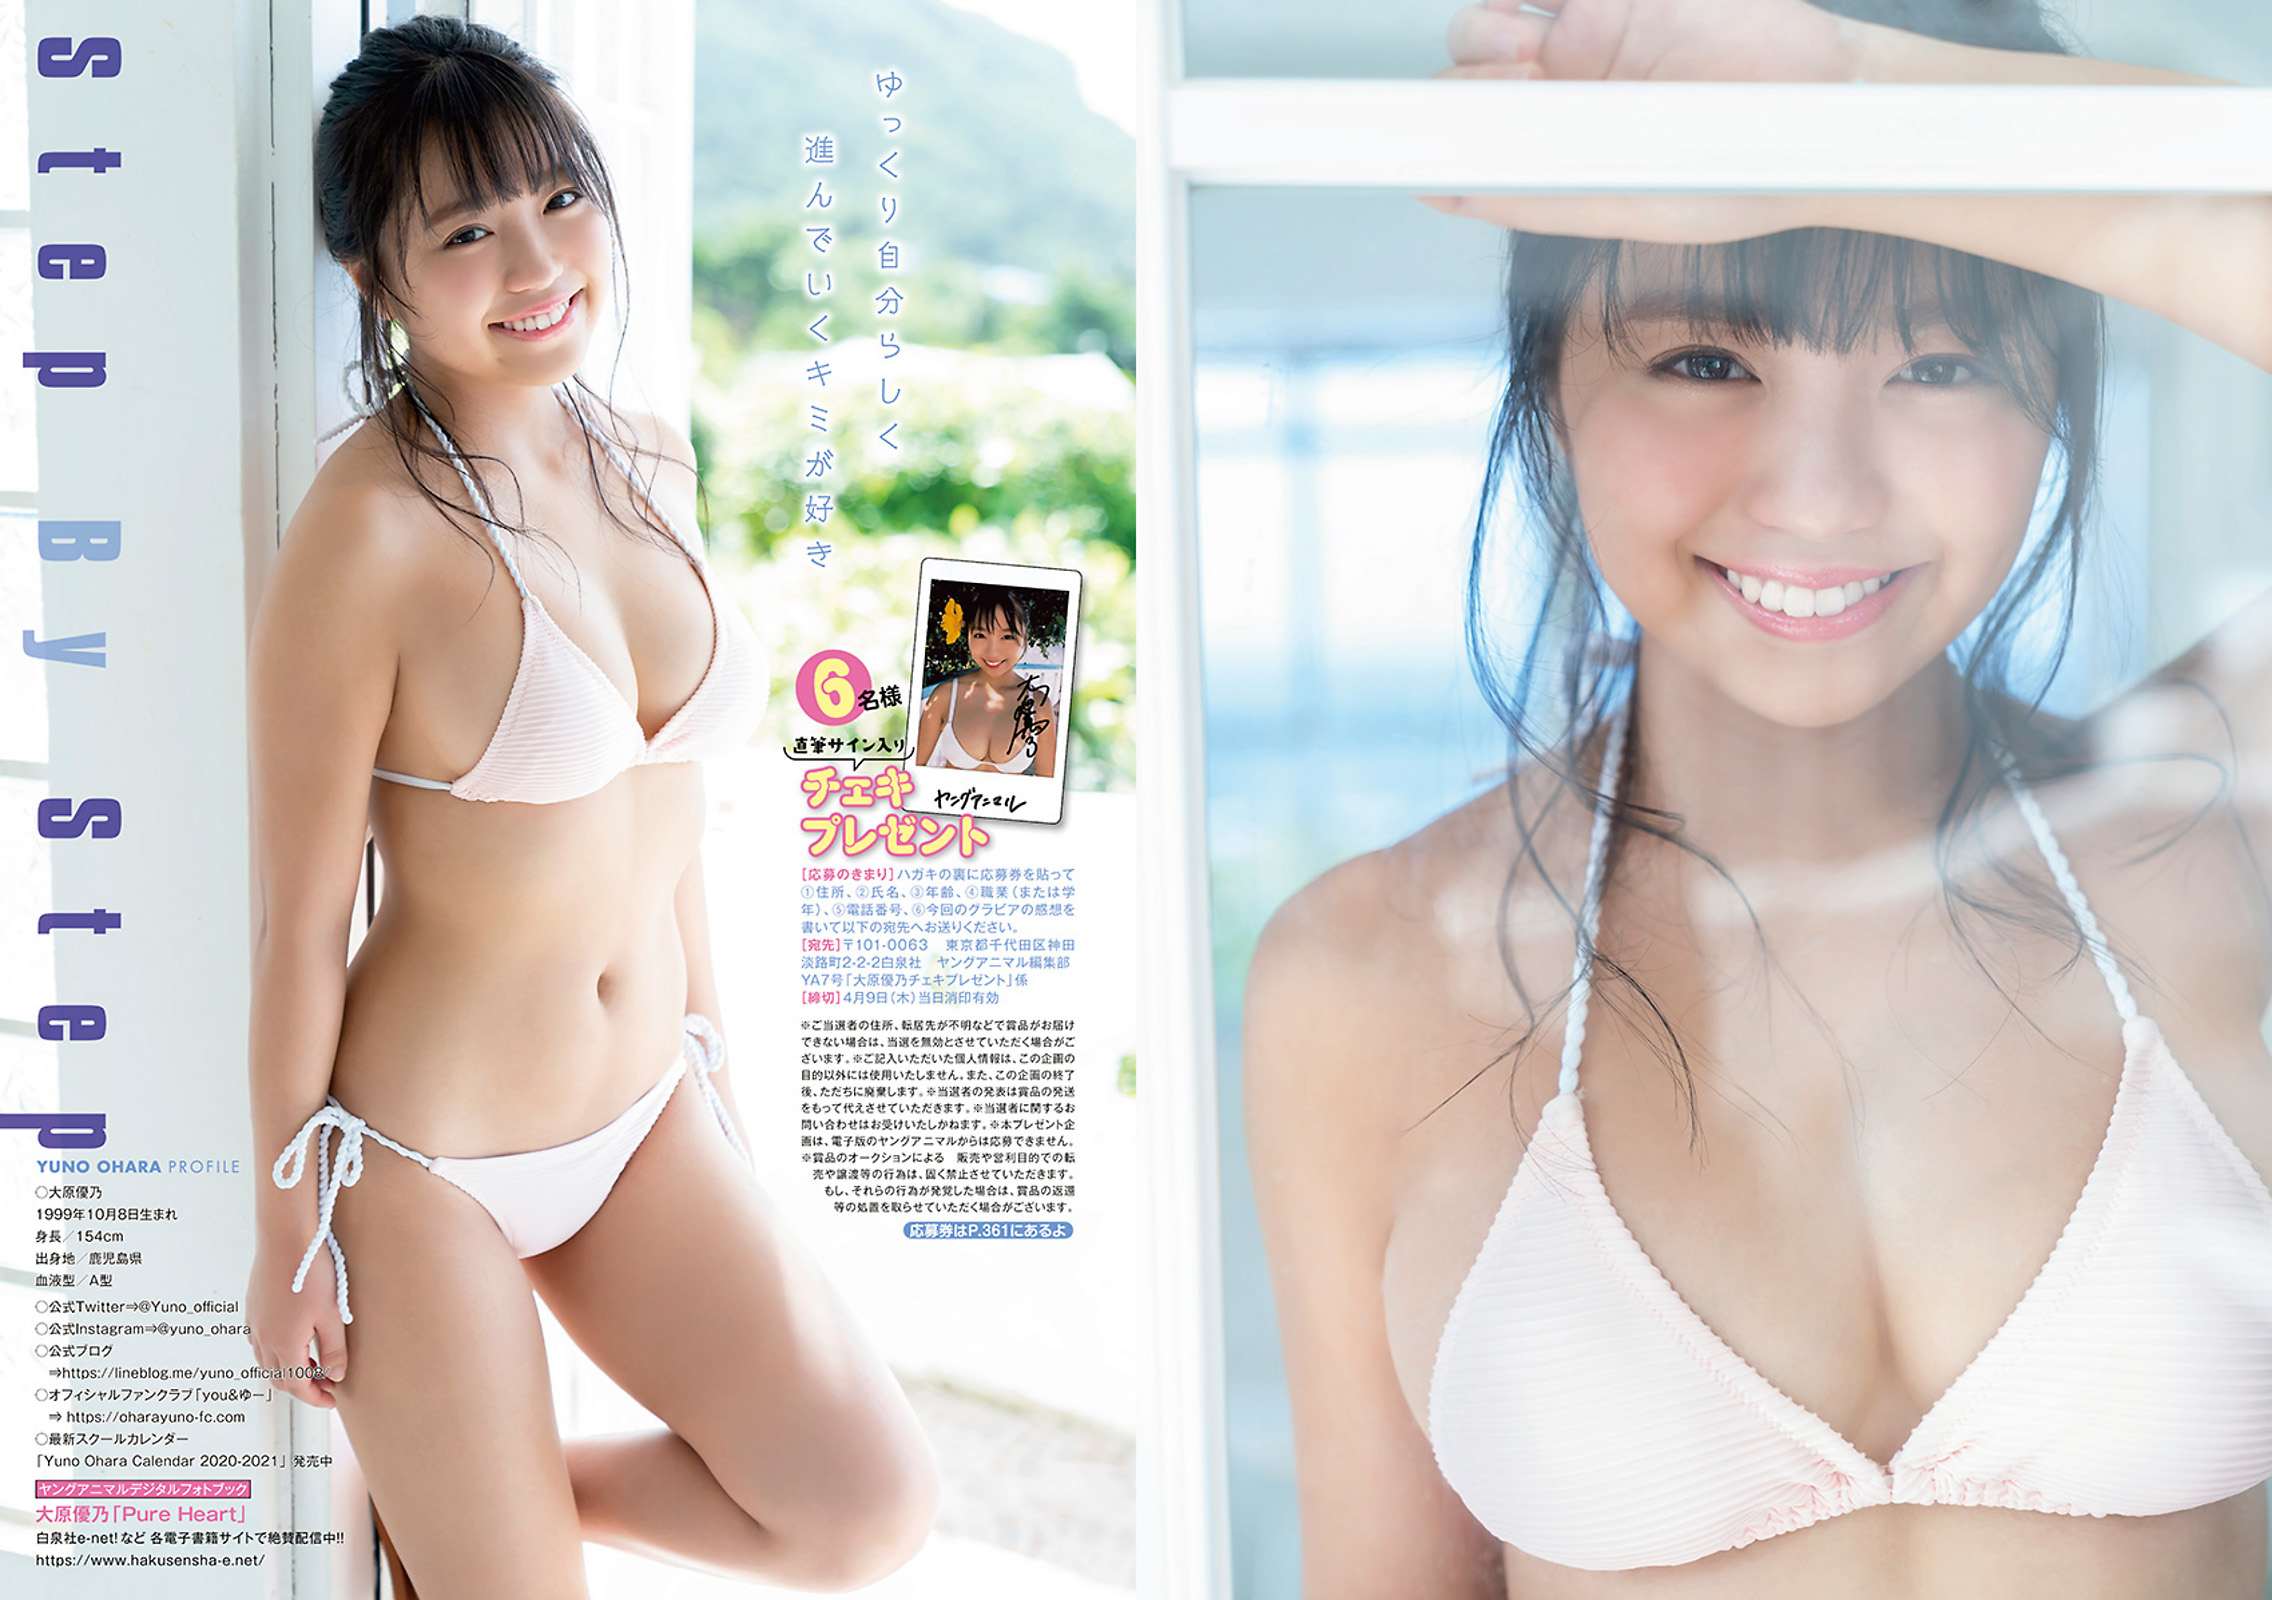 Step By Step
ゆっくり自分らしく
進んでいくキミが好き
6名様
直筆サイン入り
チェキ
プレゼント
ヤングアニマル
[応募のきまり]ハガキの裏に応募券を貼って
①住所、②氏名、③年齢、④職業(または学
年)、⑤電話番号、⑥今回のグラビアの感想を
書いて以下の宛先へお送りください。
[宛先]〒101-0063 東京都千代田区神田
淡路町2-2-2白泉社 ヤングアニマル編集部
YA7号「大原優乃チェキプレゼント」係
[締切]4月9日(木)当日消印有効
※ご当選者の住所、転居先が不明などで賞品がお届け
できない場合は、当選を無効とさせていただく場合がご
ざいます。※ご記入いただいた個人情報は、この企画の
目的以外には使用いたしません。また、この企画の終了
後、ただちに廃棄します。※当選者の発表は賞品の発送
をもって代えさせていただきます。※当選者に関するお
問い合わせはお受けいたしかねます。※本プレゼント企
画は、電子版のヤングアニマルからは応募できません。
※賞品のオークションによる 販売や営利目的での転
売や譲渡等の行為は、固く禁止させていただきます。
もし、それらの行為が発覚した場合は、賞品の返還
等の処置を取らせていただく場合がございます。
応募券はP.361にあるよ
YUNO OHARA PROFILE
○大原優乃
1999年10月8日生まれ
身長/154cm
出身地/鹿児島県
血液型/A型
○公式Twitter⇒@Yuno_official
○公式Instagram⇒@yuno_ohara
○公式ブログ
⇒https://lineblog.me/yuno_official1008/
○オフィシャルファンクラブ「you&ゆー」
⇒ https://oharayuno-fc.com
○最新スクールカレンダー
「Yuno Ohara Calendar 2020-2021」 発売中
ヤングアニマルデジタルフォトブック
大原優乃「Pure Heart」
白泉社e-net!など 各電子書籍サイトで絶賛配信中!!
https://www.hakusensha-e.net/